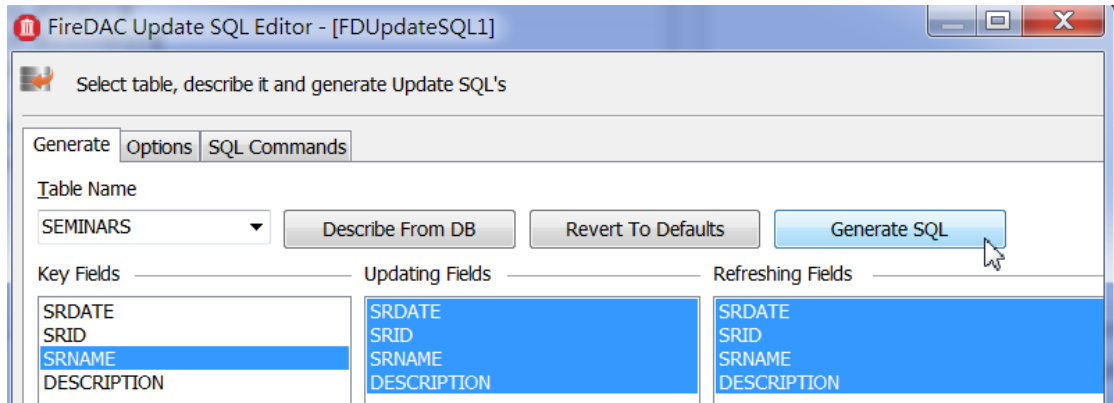 FireDAC Update SQL Editor - [FDUpdateSQL1]
Select table, describe it and generate Update SQL's
Generate Options SQL Commands
Table Name
SEMINARS Describe From DB Revert To Defaults Generate SQL
Key Fields Updating Fields Refreshing Fields
SRDATE SRDATE SRDATE
SRID SRID SRID
SRNAME SRNAME SRNAME
DESCRIPTION DESCRIPTION DESCRIPTION